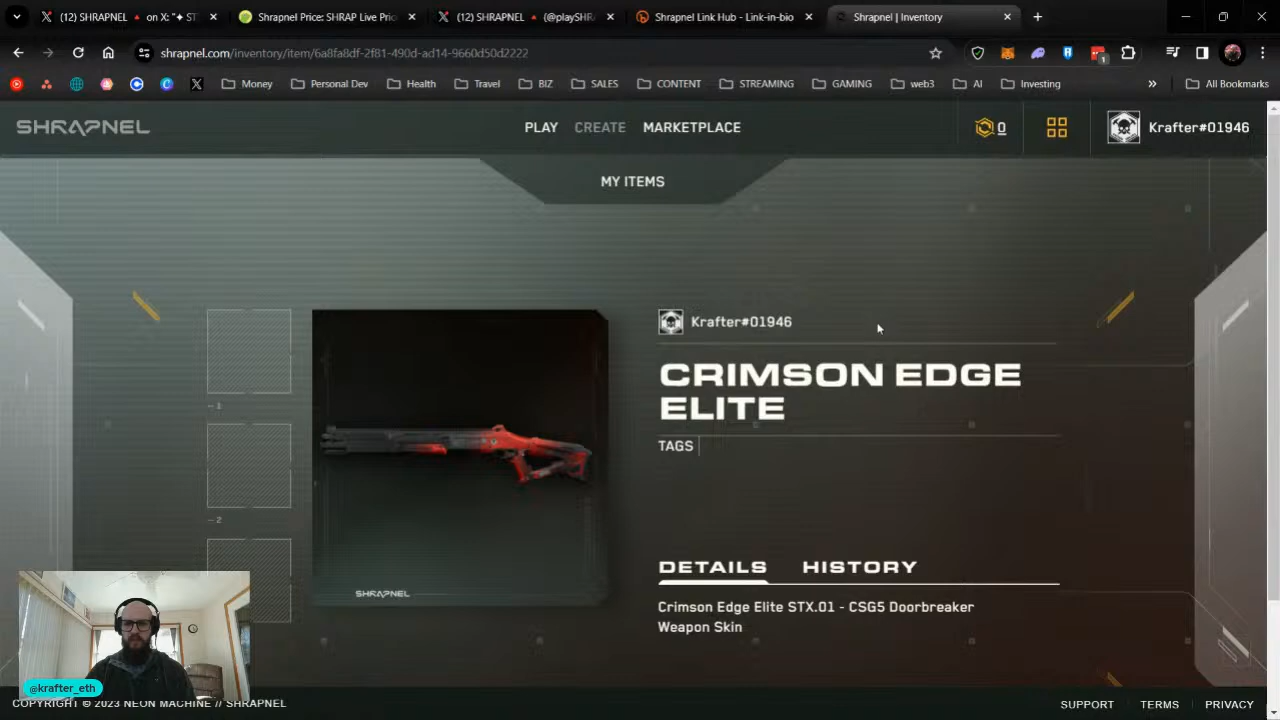 (12) SHRAPNEL 🔺 on X: "✦ ST
Shrapnel Price: SHRAP Live Pric
(12) SHRAPNEL 🔺 (@playSHR
Shrapnel Link Hub - Link-in-bio
Shrapnel | Inventory
shrapnel.com/inventory/item/6a8fa8df-2f81-490d-ad14-9660d50d2222
1
Money
Personal Dev
Health
Travel
BIZ
SALES
CONTENT
STREAMING
GAMING
web3
AI
Investing
All Bookmarks
SHRAPNEL
PLAY
CREATE
MARKETPLACE
0
Krafter#01946
MY ITEMS
Krafter#01946
CRIMSON EDGE
ELITE
TAGS
1
2
SHRAPNEL
DETAILS
HISTORY
Crimson Edge Elite STX.01 - CSG5 Doorbreaker
Weapon Skin
@krafter_eth
COPYRIGHT © 2023 NEON MACHINE // SHRAPNEL
SUPPORT
TERMS
PRIVACY